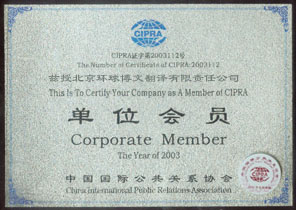 CIPRA
CIPRA证字第2003112号
The Number of Certificate of CIPRA:2003112
兹授北京环球博文翻译有限责任公司
This Is To Certify Your Company as A Member of CIPRA
单位会员
Corporate Member
The Year of 2003
中国国际公共关系协会
China International Public Relations Association